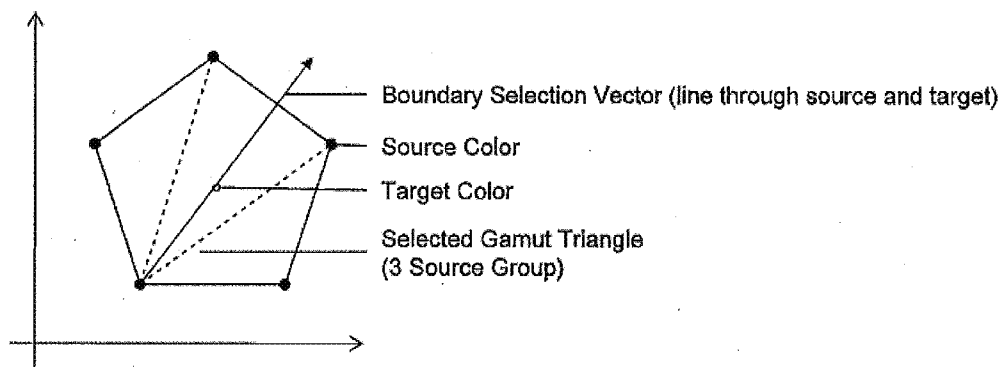 Boundary Selection Vector (line through source and target)
Source Color
Target Color
Selected Gamut Triangle
(3 Source Group)